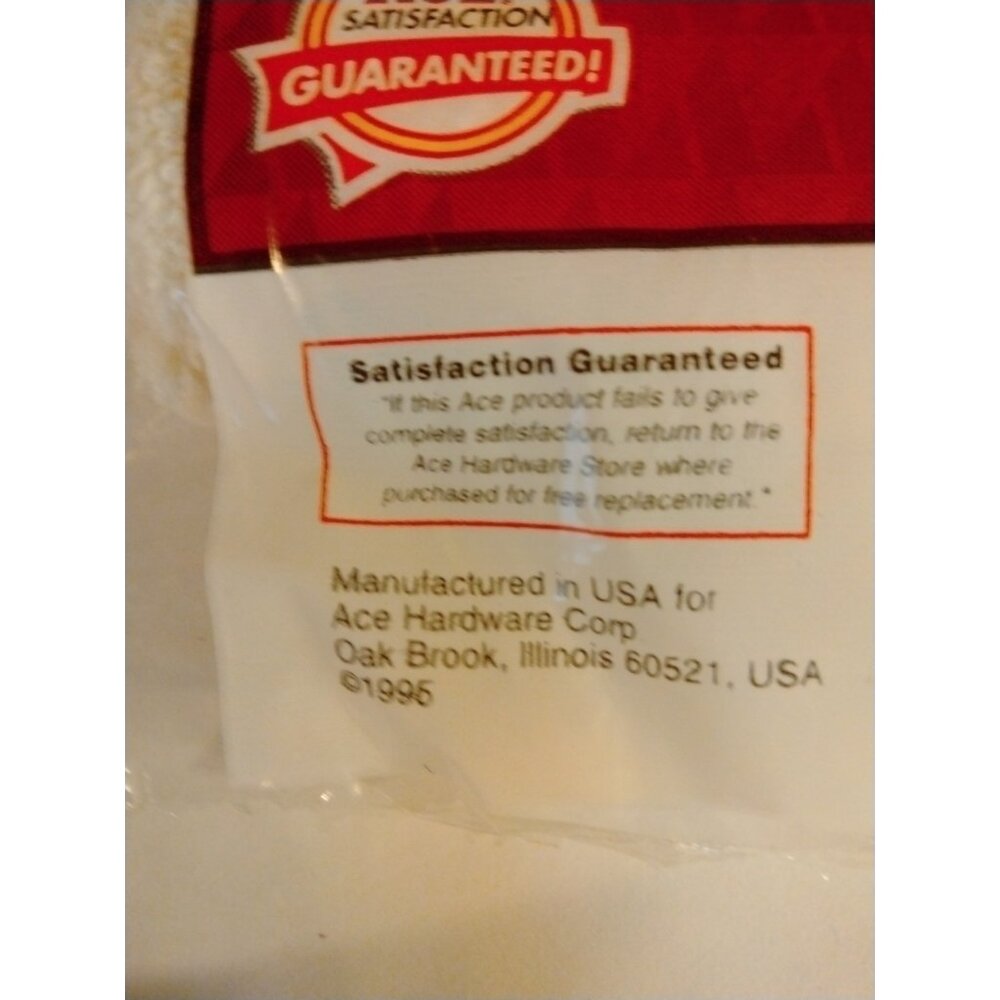 SATISFACTION
GUARANTEED!
Satisfaction Guaranteed
"If this Ace product fails to give
complete satisfaction, return to the
Ace Hardware Store where
purchased for free replacement."
Manufactured in USA for
Ace Hardware Corp
Oak Brook, Illinois 60521, USA
©1995